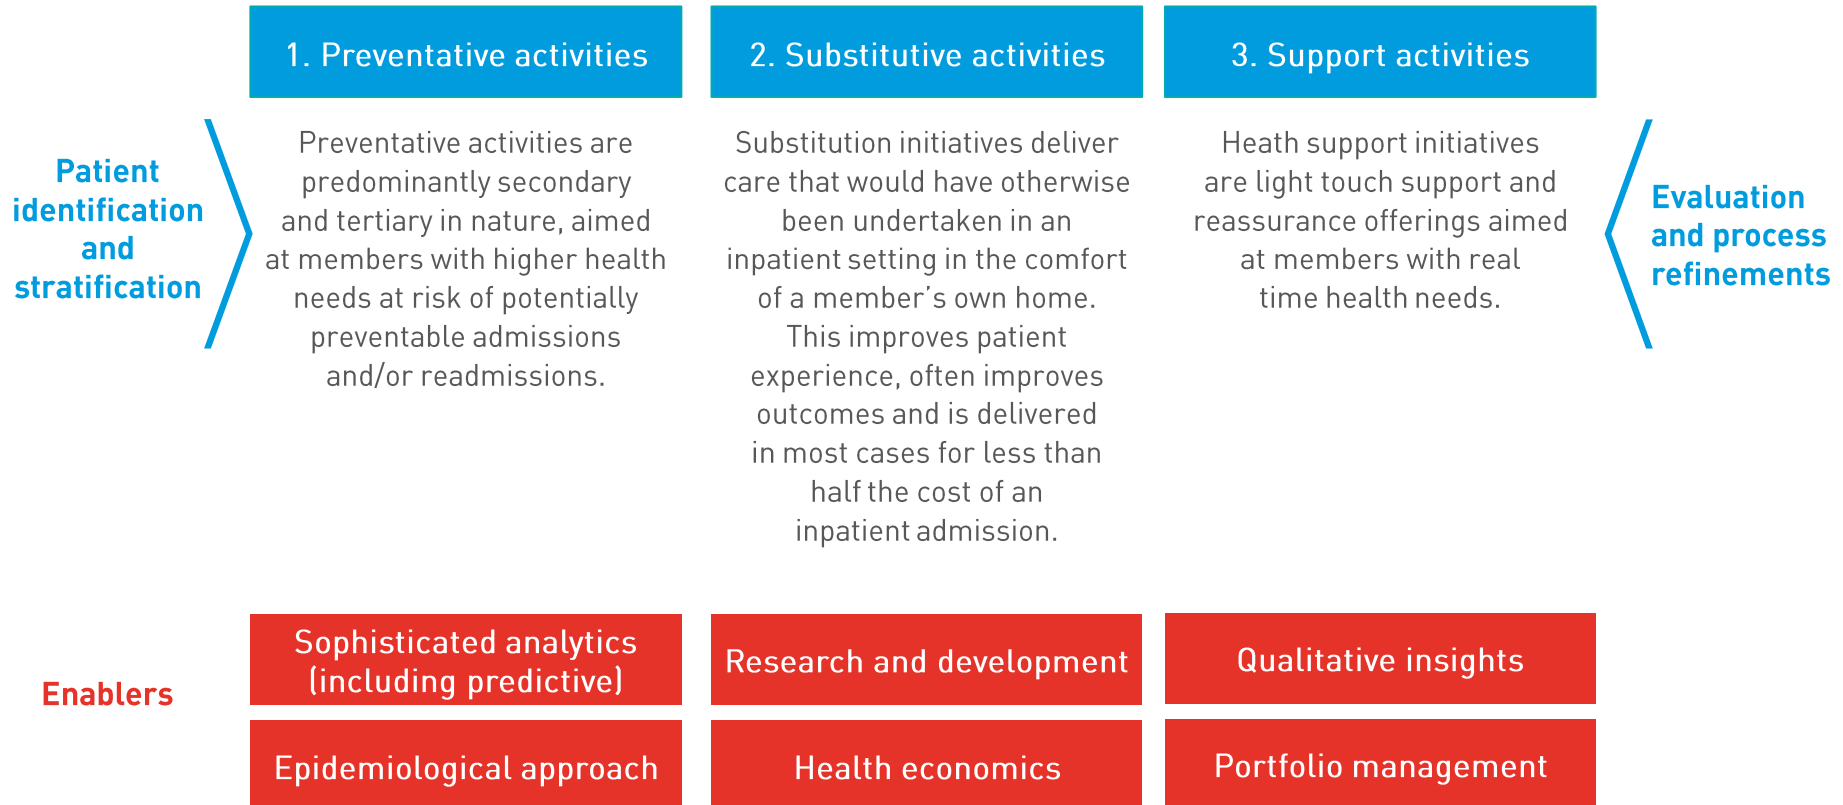 1. Preventative activities
2. Substitutive activities
3. Support activities
Patient
identification
and
stratification
Preventative activities are
predominantly secondary
and tertiary in nature, aimed
at members with higher health
needs at risk of potentially
preventable admissions
and/or readmissions.
Substitution initiatives deliver
care that would have otherwise
been undertaken in an
inpatient setting in the comfort
of a member’s own home.
This improves patient
experience, often improves
outcomes and is delivered
in most cases for less than
half the cost of an
inpatient admission.
Heath support initiatives
are light touch support and
reassurance offerings aimed
at members with real
time health needs.
Evaluation
and process
refinements
Enablers
Sophisticated analytics
(including predictive)
Research and development
Qualitative insights
Epidemiological approach
Health economics
Portfolio management